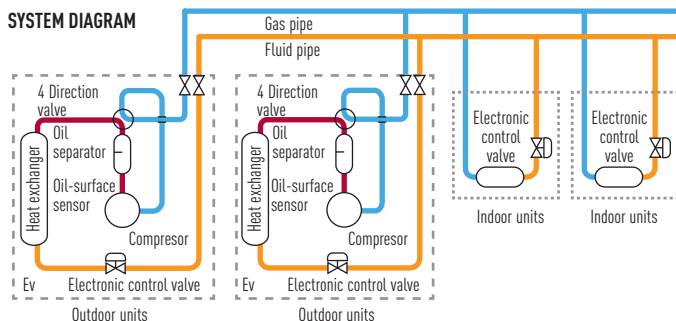 SYSTEM DIAGRAM
Gas pipe
Fluid pipe
4 Direction
valve
Oil
separator
Heat exchanger
Oil-surface
sensor
Compresor
Ev
Electronic control valve
Outdoor units
4 Direction
valve
Oil
separator
Heat exchanger
Oil-surface
sensor
Compresor
Ev
Electronic control valve
Outdoor units
Electronic
control
valve
Indoor units
Electronic
control
valve
Indoor units